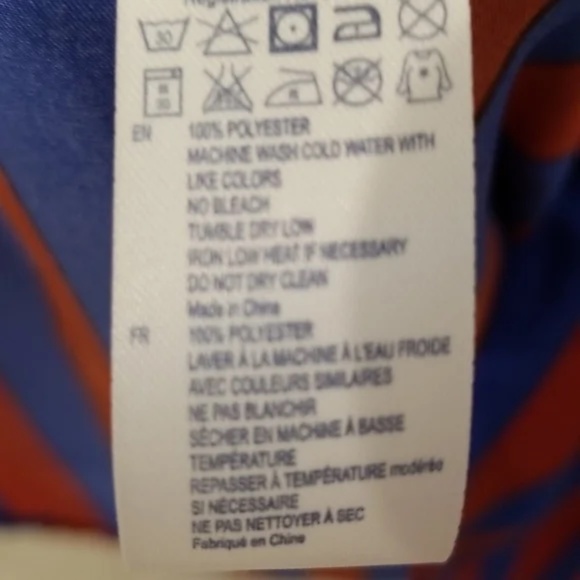 30
EN 100% POLYESTER
MACHINE WASH COLD WATER WITH
LIKE COLORS
NO BLEACH
TUMBLE DRY LOW
IRON LOW HEAT IF NECESSARY
DO NOT DRY CLEAN
Made in China
FR 100% POLYESTER
LAVER À LA MACHINE À L'EAU FROIDE
AVEC COULEURS SIMILAIRES
NE PAS BLANCHIR
SÉCHER EN MACHINE À BASSE
TEMPÉRATURE
REPASSER À TEMPÉRATURE modérée
SI NÉCESSAIRE
NE PAS NETTOYER À SEC
Fabriqué en Chine